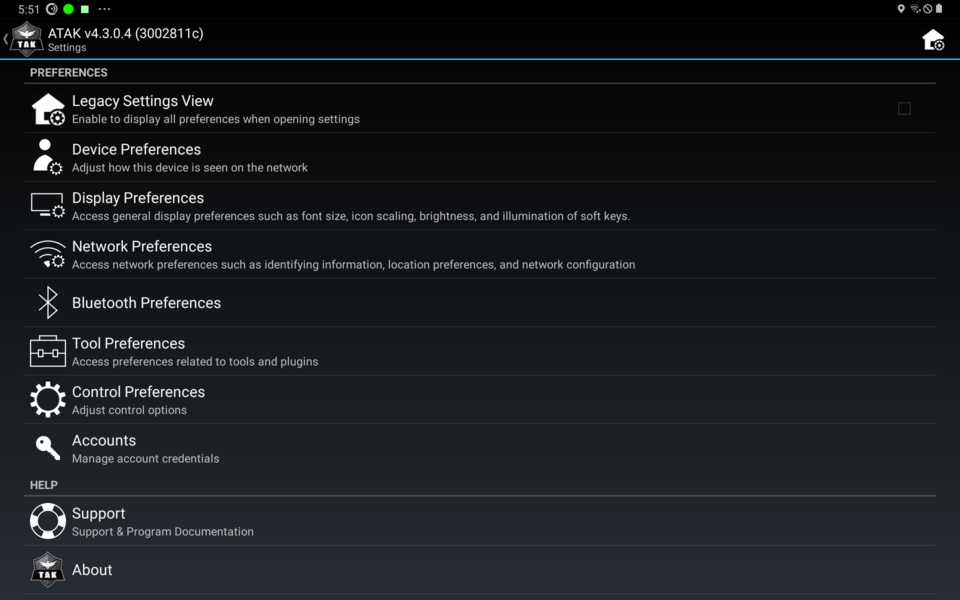 5:51
ATAK v4.3.0.4 (3002811c)
TAK
Settings
PREFERENCES
Legacy Settings View
Enable to display all preferences when opening settings
Device Preferences
Adjust how this device is seen on the network
Display Preferences
Access general display preferences such as font size, icon scaling, brightness, and illumination of soft keys.
Network Preferences
Access network preferences such as identifying information, location preferences, and network configuration
Bluetooth Preferences
Tool Preferences
Access preferences related to tools and plugins
Control Preferences
Adjust control options
Accounts
Manage account credentials
HELP
Support
Support & Program Documentation
TAK
About